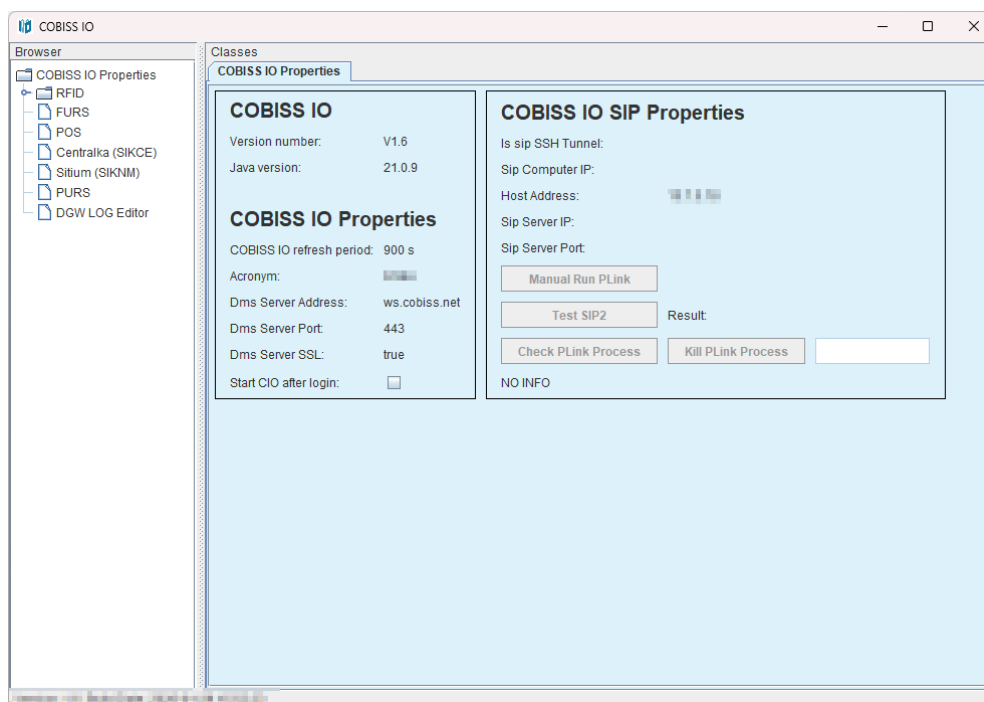 COBISS IO
Browser
COBISS IO Properties
RFID
FURS
POS
Centralka (SIKCE)
Sitium (SIKNM)
PURS
DGW LOG Editor
Classes
COBISS IO Properties
COBISS IO
Version number: V1.6
Java version: 21.0.9
COBISS IO Properties
COBISS IO refresh period: 900 s
Acronym:
Dms Server Address: ws.cobiss.net
Dms Server Port: 443
Dms Server SSL: true
Start CIO after login:
COBISS IO SIP Properties
Is sip SSH Tunnel:
Sip Computer IP:
Host Address:
Sip Server IP:
Sip Server Port:
Manual Run PLink
Test SIP2 Result:
Check PLink Process Kill PLink Process
NO INFO